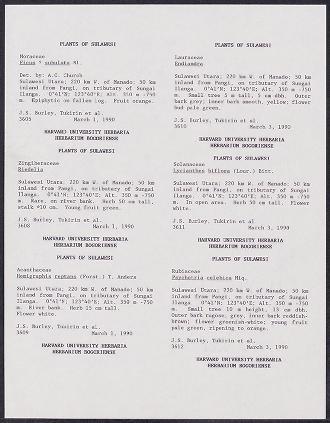 PLANTS OF SULAWESI
Moraceae
Ficus ? subulata Bl.
Det. by: A.C. Church
Sulawesi Utara; 220 km W. of Manado; 50 km
inland from Pangi, on tributary of Sungai
Ilanga. 0°41'N; 123°40'E; Alt. 350 m -750
m. Epiphytic on fallen log. Fruit orange.
J.S. Burley, Tukirin et al.
3605 March 1, 1990
HARVARD UNIVERSITY HERBARIA
HERBARIUM BOGORIENSE
PLANTS OF SULAWESI
Zingiberaceae
Riedelia
Sulawesi Utara; 220 km W. of Manado; 50 km
inland from Pangi, on tributary of Sungai
Ilanga. 0°41'N; 123°40'E; Alt. 350 m -750
m. Rare, on river bank. Herb 50 cm tall,
stalk =10 cm. Young fruit green.
J.S. Burley, Tukirin et al.
3608 March 1, 1990
HARVARD UNIVERSITY HERBARIA
HERBARIUM BOGORIENSE
PLANTS OF SULAWESI
Acanthaceae
Hemigraphis reptans (Forst.) T. Anders
Sulawesi Utara; 220 km W. of Manado; 50 km
inland from Pangi, on tributary of Sungai
Ilanga. 0°41'N; 123°40'E; Alt. 350 m -750
m. River bank. Herb 15 cm tall.
Flower white.
J.S. Burley, Tukirin et al.
3609 March 1, 1990
HARVARD UNIVERSITY HERBARIA
HERBARIUM BOGORIENSE
PLANTS OF SULAWESI
Lauraceae
Endiandra
Sulawesi Utara; 220 km W. of Manado; 50 km
inland from Pangi, on tributary of Sungai
Ilanga. 0°41'N; 123°40'E; Alt. 350 m -750
m. Small tree 5 m tall, 5 cm dbh. Outer
bark grey; inner bark smooth, yellow; flower
bud pale green.
J.S. Burley, Tukirin et al.
3610 March 3, 1990
HARVARD UNIVERSITY HERBARIA
HERBARIUM BOGORIENSE
PLANTS OF SULAWESI
Solanaceae
Lycianthes biflora (Lour.) Bitt.
Sulawesi Utara; 220 km W. of Manado; 50 km
inland from Pangi, on tributary of Sungai
Ilanga. 0°41'N; 123°40'E; Alt. 350 m -750
m. In open area. Herb 50 cm tall. Flower
white.
J.S. Burley, Tukirin et al.
3611 March 3, 1990
HARVARD UNIVERSITY HERBARIA
HERBARIUM BOGORIENSE
PLANTS OF SULAWESI
Rubiaceae
Psychotria celebica Miq.
Sulawesi Utara; 220 km W. of Manado; 50 km
inland from Pangi, on tributary of Sungai
Ilanga. 0°41'N; 123°40'E; Alt. 350 m -750
m. Small tree 10 m height, 13 cm dbh.
Outer bark rugose, grey, inner bark reddish-
brown; flower greenish-white; young fruit
pale green, ripening to orange.
J.S. Burley, Tukirin et al.
3612 March 3, 1990
HARVARD UNIVERSITY HERBARIA
HERBARIUM BOGORIENSE